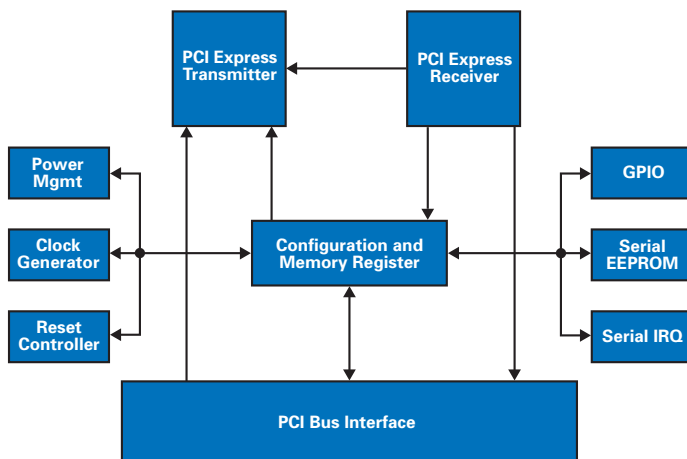 PCI Express
Transmitter
PCI Express
Receiver
Power
Mgmt
GPIO
Clock
Generator
Configuration and
Memory Register
Serial
EEPROM
Reset
Controller
Serial IRQ
PCI Bus Interface